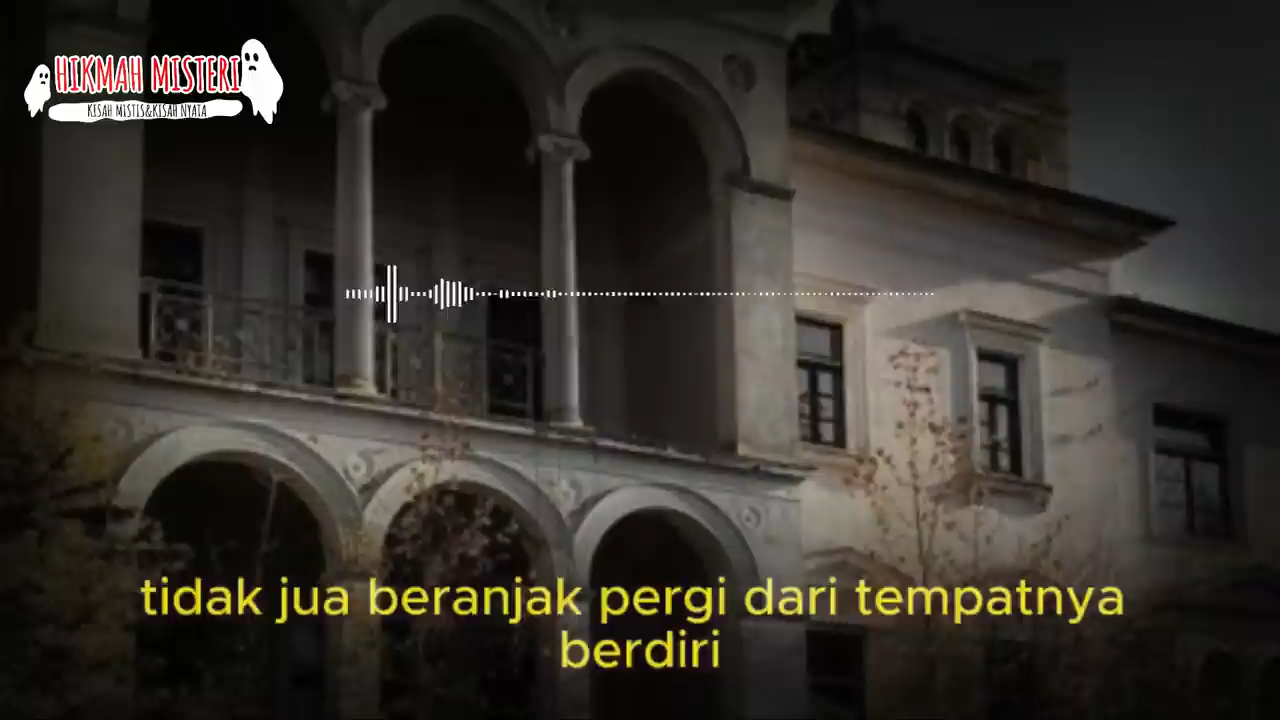 HIKMAH MISTERI
KISAH MISTIS&KISAH NYATA
tidak jua beranjak pergi dari tempatnya
berdiri